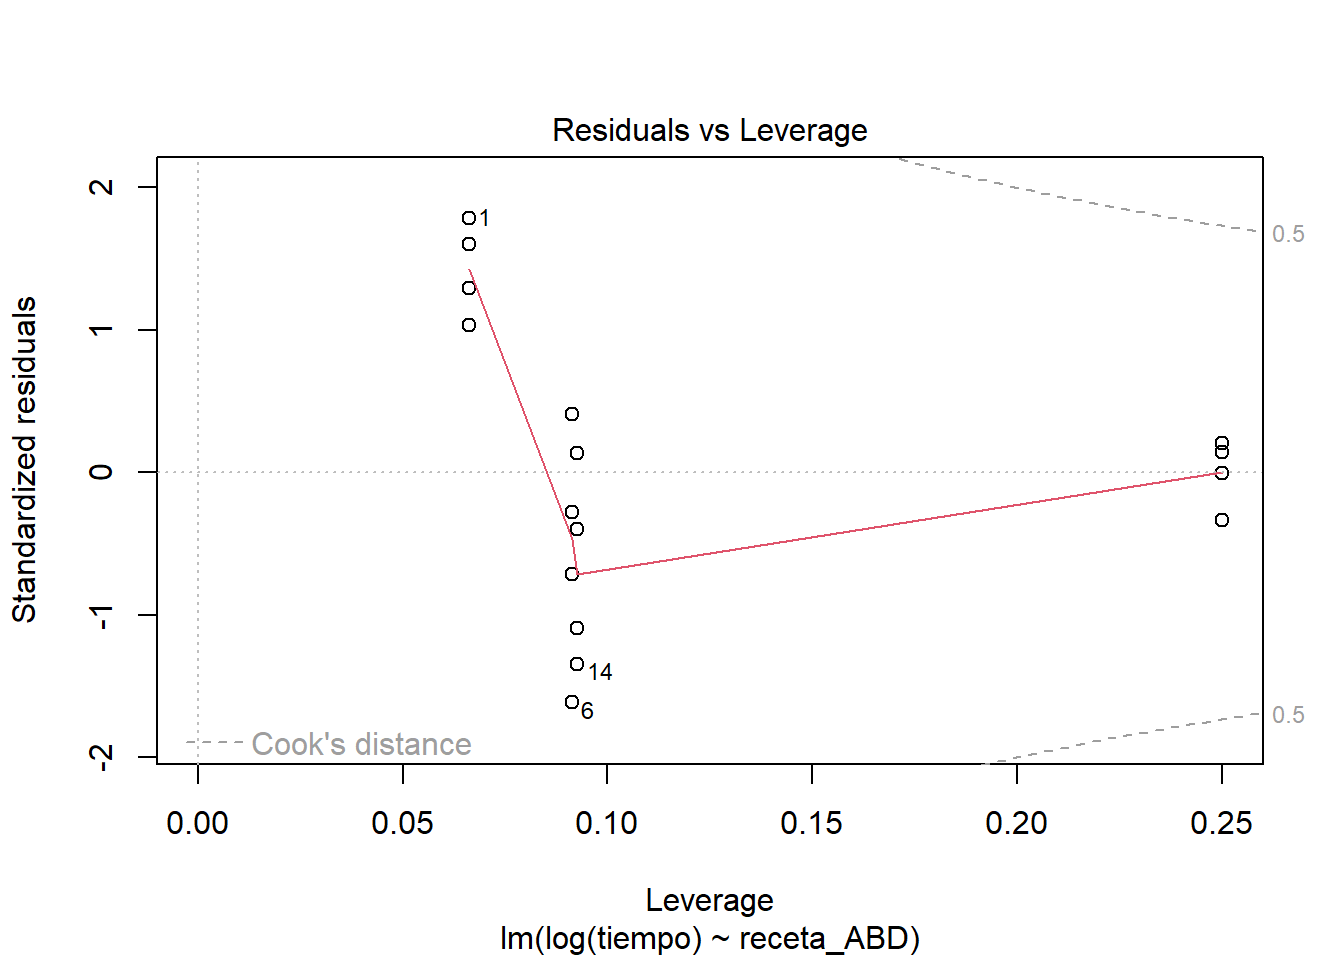 Residuals vs Leverage
2
1
0
-1
-2
Standardized residuals
1
14
6
0.5
0.5
Cook's distance
0.00 0.05 0.10 0.15 0.20 0.25
Leverage
lm(log(tiempo) ~ receta_ABD)